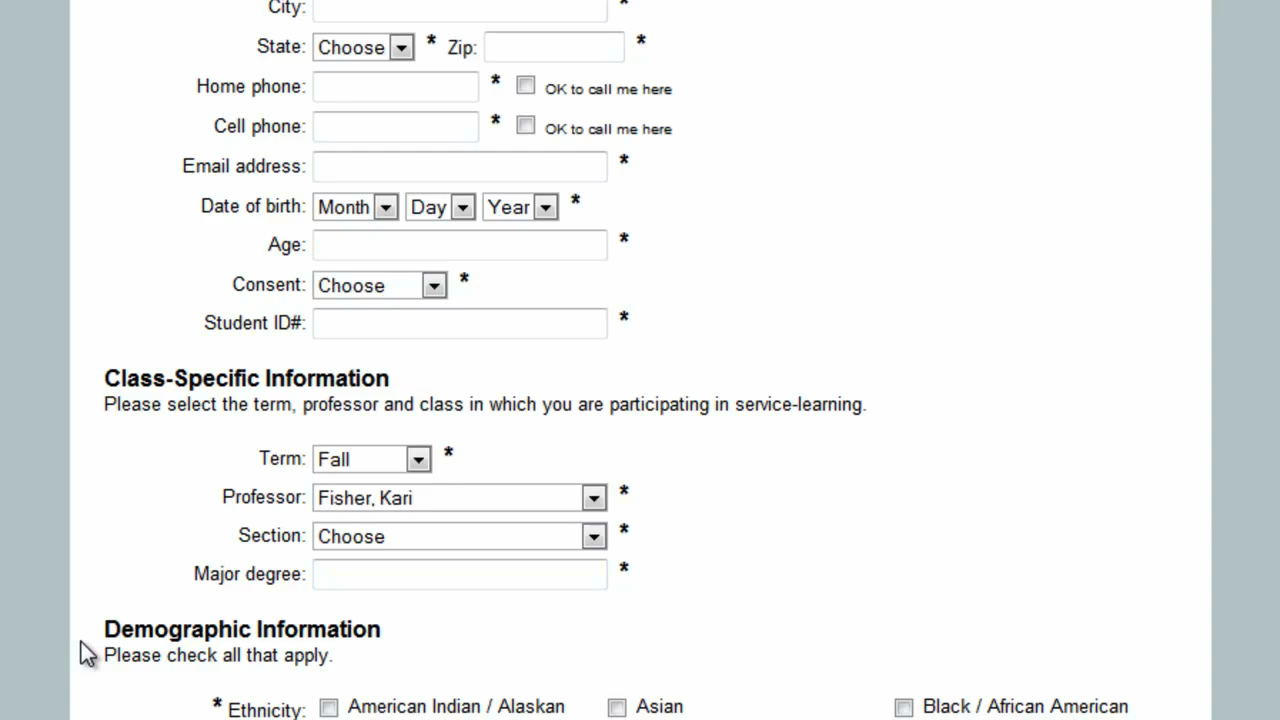 City: *
State: Choose * Zip: *
Home phone: * OK to call me here
Cell phone: * OK to call me here
Email address: *
Date of birth: Month Day Year *
Age: *
Consent: Choose *
Student ID#: *
Class-Specific Information
Please select the term, professor and class in which you are participating in service-learning.
Term: Fall *
Professor: Fisher, Kari *
Section: Choose *
Major degree: *
Demographic Information
Please check all that apply.
* Ethnicity: American Indian / Alaskan Asian Black / African American